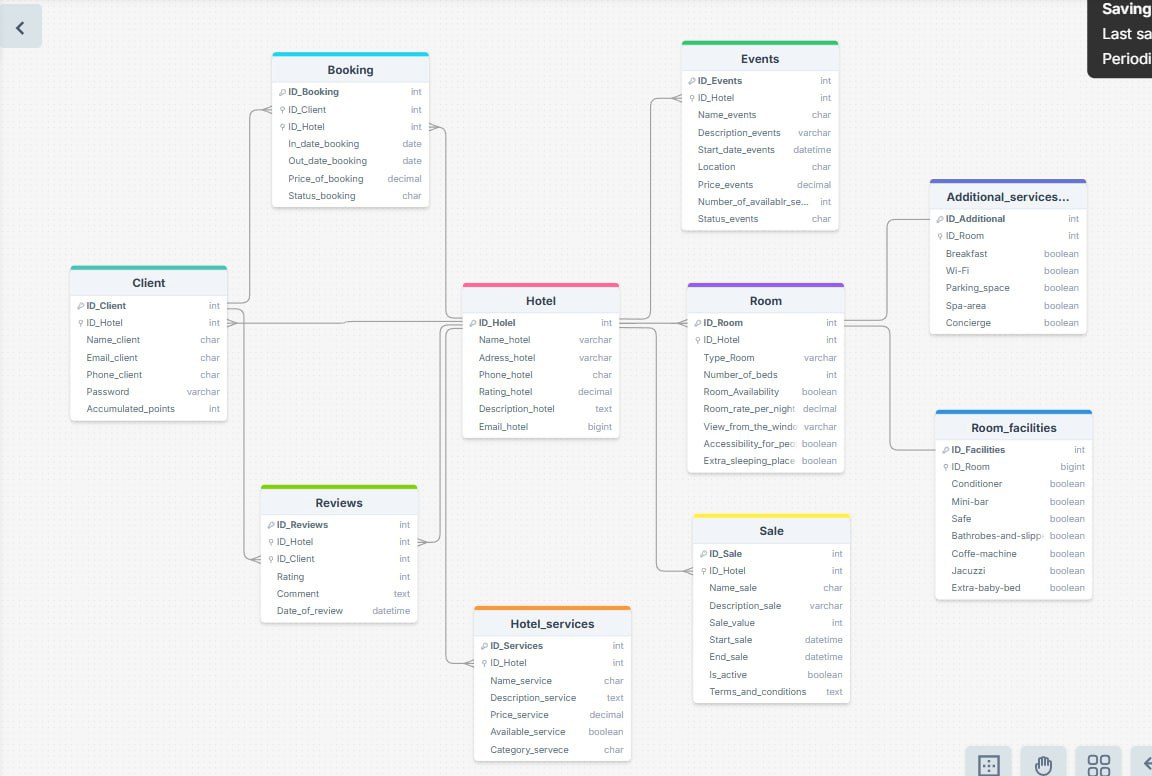 Saving
Last sa
Periodi
Booking
ID_Booking int
ID_Client int
ID_Hotel int
In_date_booking date
Out_date_booking date
Price_of_booking decimal
Status_booking char
Events
ID_Events int
ID_Hotel int
Name_events char
Description_events varchar
Start_date_events datetime
Location char
Price_events decimal
Number_of_availablr_se... int
Status_events char
Additional_services...
ID_Additional int
ID_Room int
Breakfast boolean
Wi-Fi boolean
Parking_space boolean
Spa-area boolean
Concierge boolean
Client
ID_Client int
ID_Hotel int
Name_client char
Email_client char
Phone_client char
Password varchar
Accumulated_points int
Hotel
ID_Holel int
Name_hotel varchar
Adress_hotel varchar
Phone_hotel char
Rating_hotel decimal
Description_hotel text
Email_hotel bigint
Room
ID_Room int
ID_Hotel int
Type_Room varchar
Number_of_beds int
Room_Availability boolean
Room_rate_per_night decimal
View_from_the_windo varchar
Accessibility_for_peo boolean
Extra_sleeping_place boolean
Room_facilities
ID_Facilities int
ID_Room bigint
Conditioner boolean
Mini-bar boolean
Safe boolean
Bathrobes-and-slipp boolean
Coffe-machine boolean
Jacuzzi boolean
Extra-baby-bed boolean
Reviews
ID_Reviews int
ID_Hotel int
ID_Client int
Rating int
Comment text
Date_of_review datetime
Sale
ID_Sale int
ID_Hotel int
Name_sale char
Description_sale varchar
Sale_value int
Start_sale datetime
End_sale datetime
Is_active boolean
Terms_and_conditions text
Hotel_services
ID_Services int
ID_Hotel int
Name_service char
Description_service text
Price_service decimal
Available_service boolean
Category_servece char